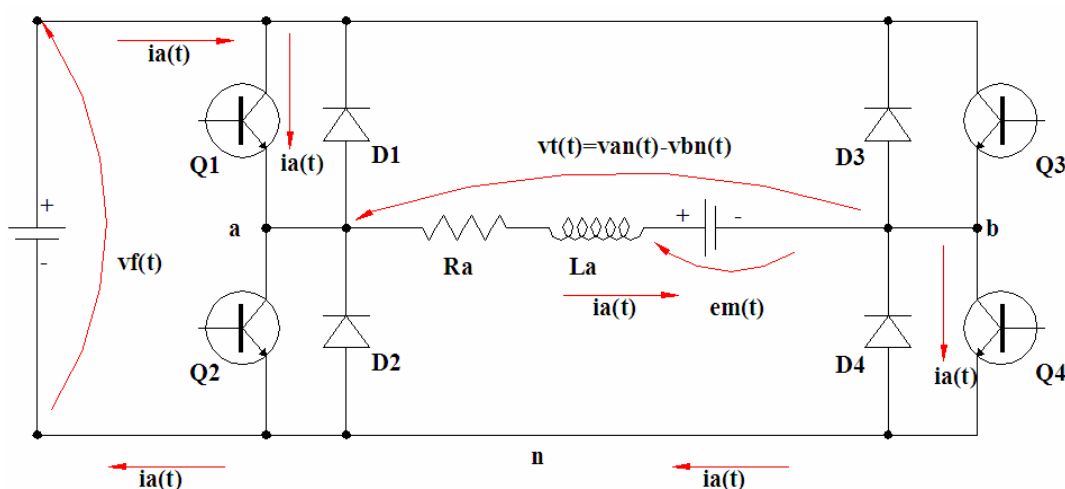 ia(t)
Q1
ia(t)
D1
vt(t)=van(t)-vbn(t)
D3
Q3
+
-
vf(t)
a
+
-
b
Ra
La
ia(t)
em(t)
Q2
D2
D4
ia(t)
Q4
ia(t)
n
ia(t)